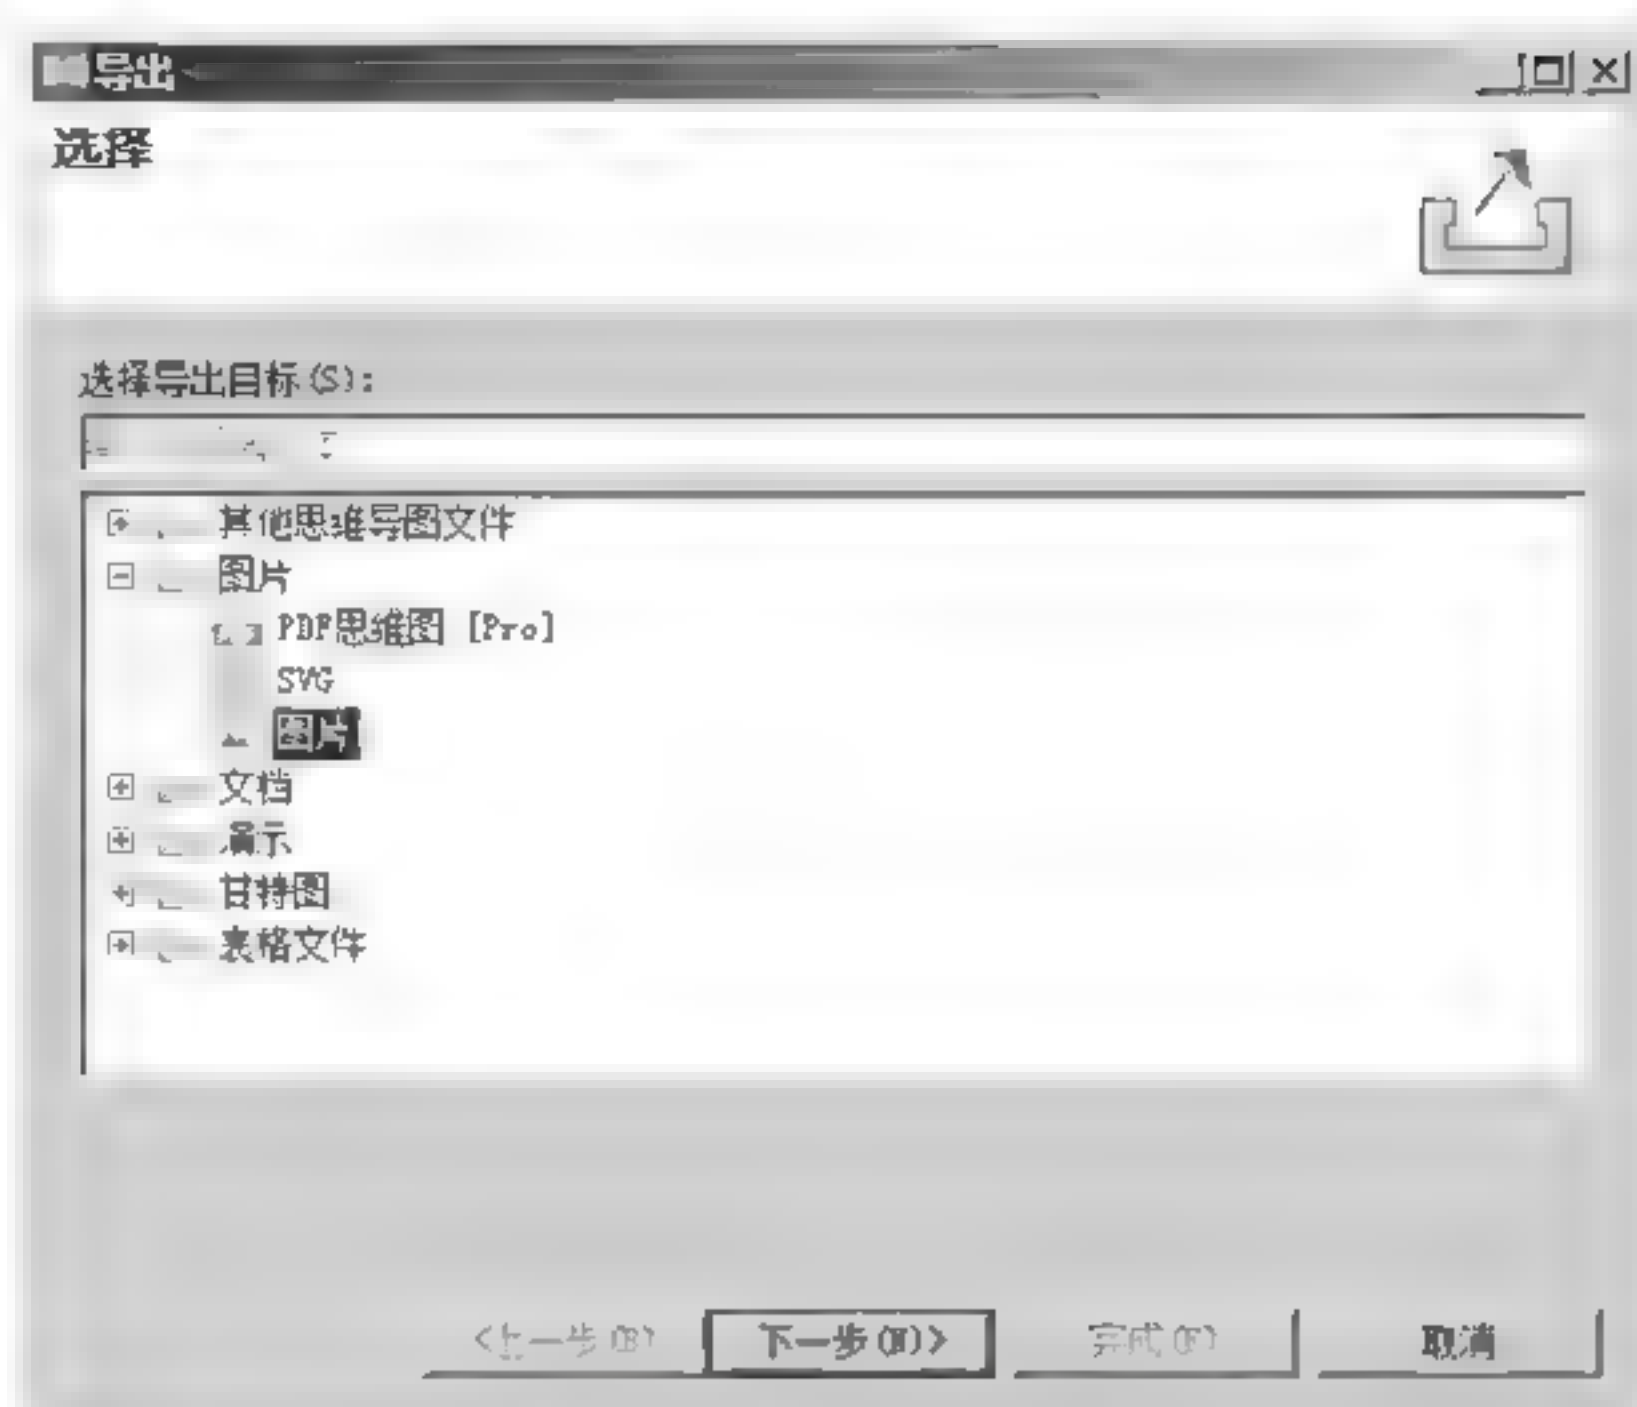 导出
选择
选择导出目标(S):
其他思维导图文件
图片
PDF思维图 [Pro]
SVG
图片
文档
演示
甘特图
表格文件
<上一步(B) 下一步(N)> 完成(F) 取消